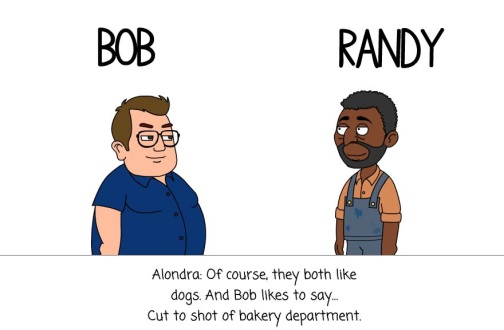 BOB RANDY
Alondra: Of course, they both like
dogs. And Bob likes to say...
Cut to shot of bakery department.